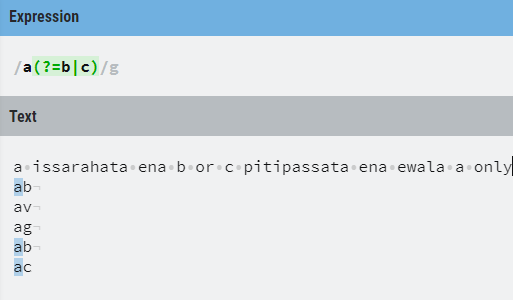 Expression
/a(?=b|c)/g
Text
a issarahata ena b or c pitipassata ena ewala a only
ab
av
ag
ab
ac